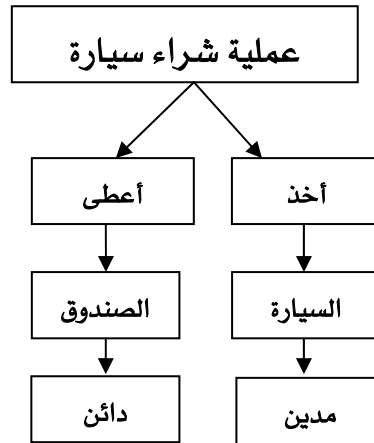 عملية شراء سيارة
أخذ
أعطى
السيارة
الصندوق
مدين
دائن